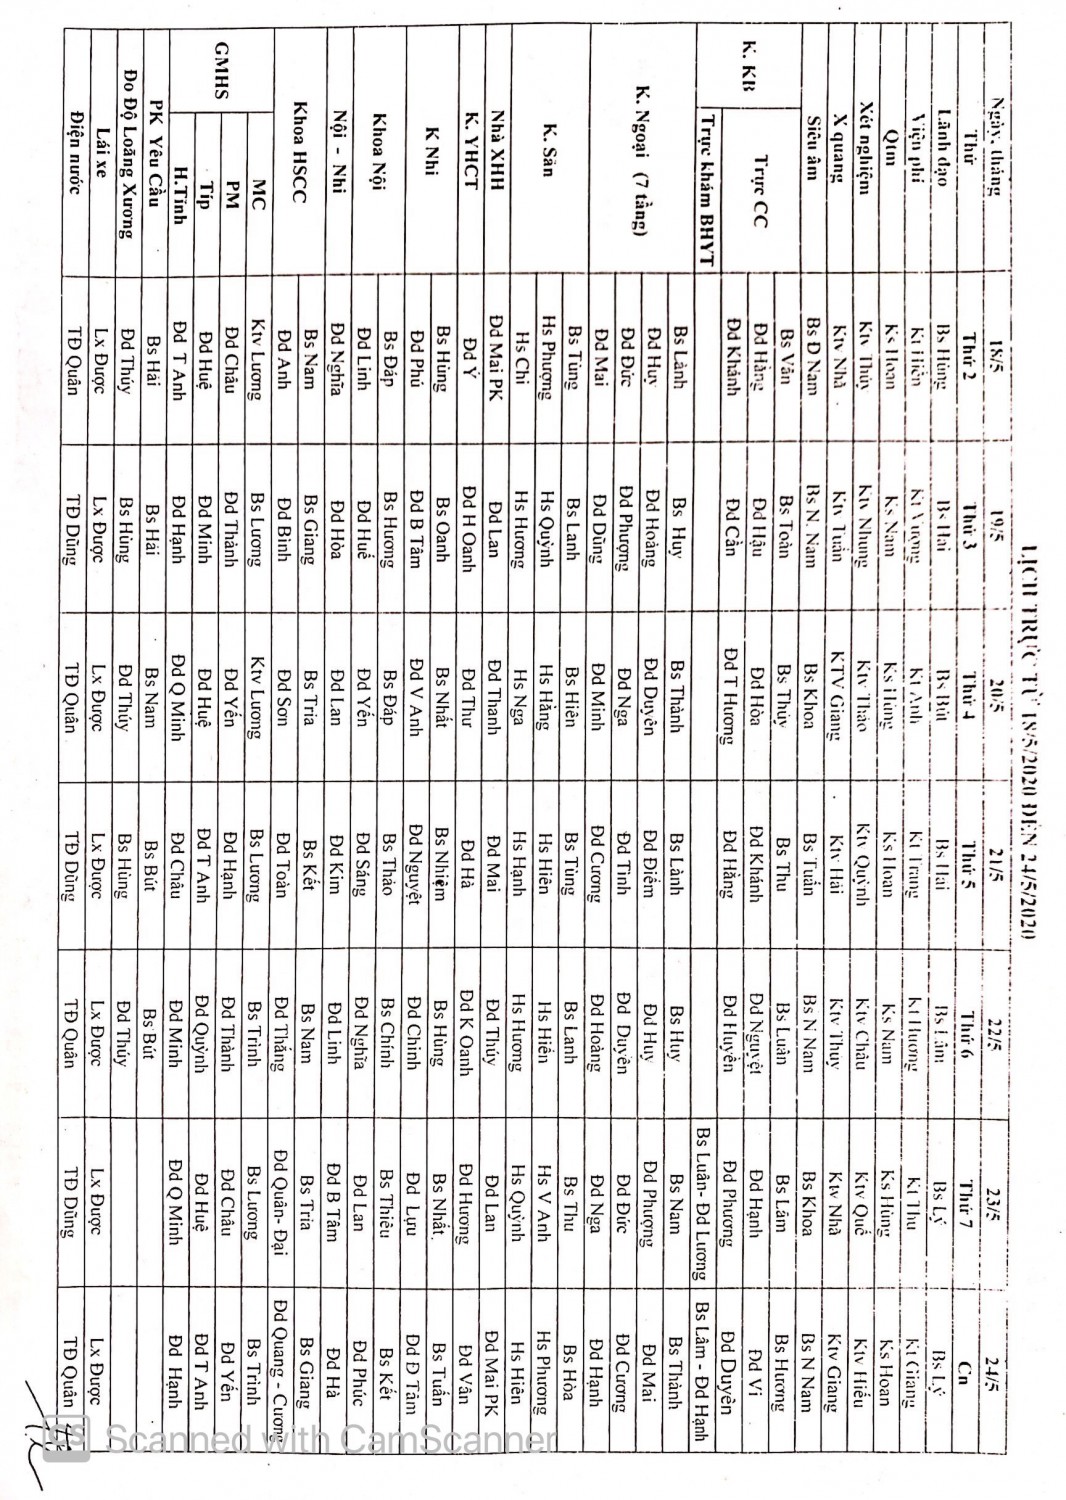 LỊCH TRỰC TỪ 18/5/2020 ĐẾN 24/5/2020
Ngày, tháng 18/5 19/5 20/5 21/5 22/5 23/5 24/5
Thứ Thứ 2 Thứ 3 Thứ 4 Thứ 5 Thứ 6 Thứ 7 Cn
Lãnh đạo Bs Hùng Bs Hai Bs Bút Bs Hai Bs Lâm Bs Lý Bs Lý
Viện phí Kt Hiền Kt Vượng Kt Anh Kt Trang Kt Hương Kt Thu Kt Giang
Qtm Ks Hoan Ks Nam Ks Hùng Ks Hoan Ks Nam Ks Hùng Ks Hoan
Xét nghiệm Ktv Thủy Ktv Nhung Ktv Thảo Ktv Quỳnh Ktv Châu Ktv Quế Ktv Hiếu
X quang Ktv Nhà Ktv Tuấn KTV Giang Ktv Hải Ktv Thủy Ktv Nhà Ktv Giang
Siêu âm Bs Đ Nam Bs N. Nam Bs Khoa Bs Tuấn Bs N Nam Bs Khoa Bs N Nam
K. KB Trực CC Bs Vân Bs Toàn Bs Thủy Bs Thu Bs Luân Bs Lâm Bs Hương
Đd Hằng Đd Hậu Đd Hòa Đd Khánh Đd Nguyệt Đd Hạnh Đd Vi
Đd Khánh Đd Cần Đd T Hương Đd Hằng Đd Huyền Đd Phương Đd Duyên
Trực khám BHYT Bs Luân- Đd Lương Bs Lâm - Đd Hạnh
K. Ngoại (7 tầng) Bs Lành Bs Huy Bs Thành Bs Lành Bs Huy Bs Nam Bs Thành
Đd Huy Đd Hoàng Đd Duyên Đd Điểm Đd Huy Đd Phượng Đd Mai
Đd Đức Đd Phượng Đd Nga Đd Tình Đd Duyên Đd Đức Đd Cương
Đd Mai Đd Dũng Đd Minh Đd Cương Đd Hoàng Đd Nga Đd Hạnh
K. Sản Bs Tùng Bs Lanh Bs Hiên Bs Tùng Bs Lanh Bs Thu Bs Hòa
Hs Phượng Hs Quỳnh Hs Hằng Hs Hiên Hs Hiền Hs V Anh Hs Phương
Hs Chi Hs Hương Hs Nga Hs Hạnh Hs Hương Hs Quỳnh Hs Hiên
Nhà XHH Đd Mai PK Đd Lan Đd Thanh Đd Mai Đd Thúy Đd Lan Đd Mai PK
K. YHCT Đd Ý Đd H Oanh Đd Thư Đd Hà Đd K Oanh Đd Hương Đd Vân
K Nhi Bs Hùng Bs Oanh Bs Nhất Bs Nhiệm Bs Hùng Bs Nhất. Bs Tuấn
Đd Phú Đd B Tâm Đd V Anh Đd Nguyệt Đd Chinh Đd Lựu Đd Đ Tâm
Khoa Nội Bs Đáp Bs Hương Bs Đáp Bs Thảo Bs Chinh Bs Thiêu Bs Kết
Đd Linh Đd Huế Đd Yến Đd Sáng Đd Nghĩa Đd Lan Đd Phúc
Nội - Nhi Đd Nghĩa Đd Hòa Đd Lan Đd Kim Đd Linh Đd B Tâm Đd Hà
Khoa HSCC Bs Nam Bs Giang Bs Tria Bs Kết Bs Nam Bs Tria Bs Giang
Đd Anh Đd Bình Đd Sơn Đd Toàn Đd Thắng Đd Quân- Đại Đd Quang - Cương
GMHS MC Ktv Lương Bs Lương Ktv Lương Bs Lương Bs Trình Bs Lương Bs Trinh
PM Đd Châu Đd Thánh Đd Yến Đd Hạnh Đd Thánh Đd Châu Đd Yến
Típ Đd Huệ Đd Minh Đd Huệ Đd T Anh Đd Quỳnh Đd Huệ Đd T Anh
H.Tỉnh Đd T Anh Đd Hạnh Đd Q Minh Đd Châu Đd Minh Đd Q Minh Đd Hạnh
PK Yêu Cầu Bs Hải Bs Hải Bs Nam Bs Bút Bs Bút
Đo Độ Loãng Xương Đd Thúy Bs Hùng Đd Thúy Bs Hùng Đd Thúy
Lái xe Lx Được Lx Được Lx Được Lx Được Lx Được Lx Được Lx Được
Điện nước TĐ Quân TĐ Dũng TĐ Quân TĐ Dũng TĐ Quân TĐ Dũng TĐ Quân
CS Scanned with CamScanner